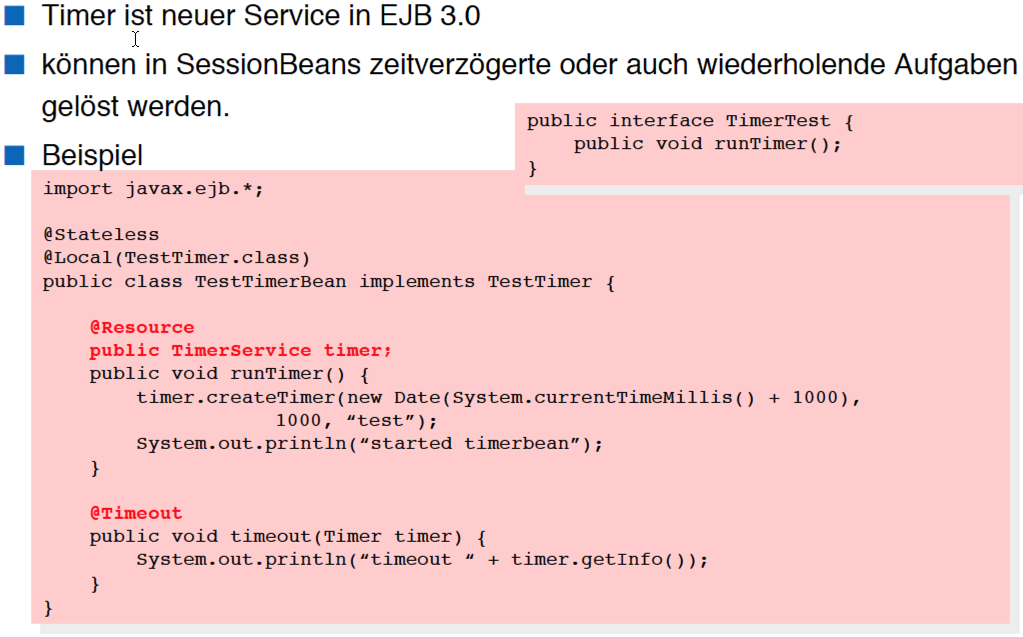 Timer ist neuer Service in EJB 3.0
können in SessionBeans zeitverzögerte oder auch wiederholende Aufgaben
gelöst werden.
Beispiel
public interface TimerTest {
    public void runTimer();
}
import javax.ejb.*;
@Stateless
@Local(TestTimer.class)
public class TestTimerBean implements TestTimer {
    @Resource
    public TimerService timer;
    public void runTimer() {
        timer.createTimer(new Date(System.currentTimeMillis() + 1000),
                    1000, “test”);
        System.out.println(“started timerbean”);
    }
    @Timeout
    public void timeout(Timer timer) {
        System.out.println(“timeout “ + timer.getInfo());
    }
}